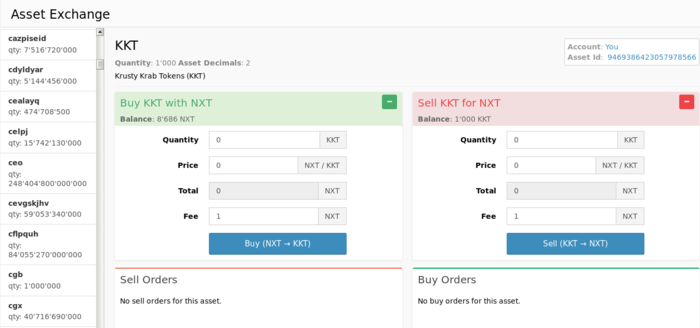 Asset Exchange
cazpiseid
qty: 7'516'720'000
cdyldyar
qty: 5'144'456'000
cealayq
qty: 474'708'500
celpj
qty: 15'742'130'000
ceo
qty:
248'404'800'000'000
cevgskjhv
qty: 59'053'340'000
cflpquh
qty:
84'055'270'000'000
cgb
qty: 1'000'000
cgx
qty: 40'716'690'000
KKT
Quantity: 1'000 Asset Decimals: 2
Krusty Krab Tokens (KKT)
Account: You
Asset Id: 9469386423057978566
Buy KKT with NXT
Balance: 8'686 NXT
Quantity 0 KKT
Price 0 NXT / KKT
Total 0 NXT
Fee 1 NXT
Buy (NXT → KKT)
Sell KKT for NXT
Balance: 1'000 KKT
Quantity 0 KKT
Price 0 NXT / KKT
Total 0 NXT
Fee 1 NXT
Sell (KKT → NXT)
Sell Orders
No sell orders for this asset.
Buy Orders
No buy orders for this asset.